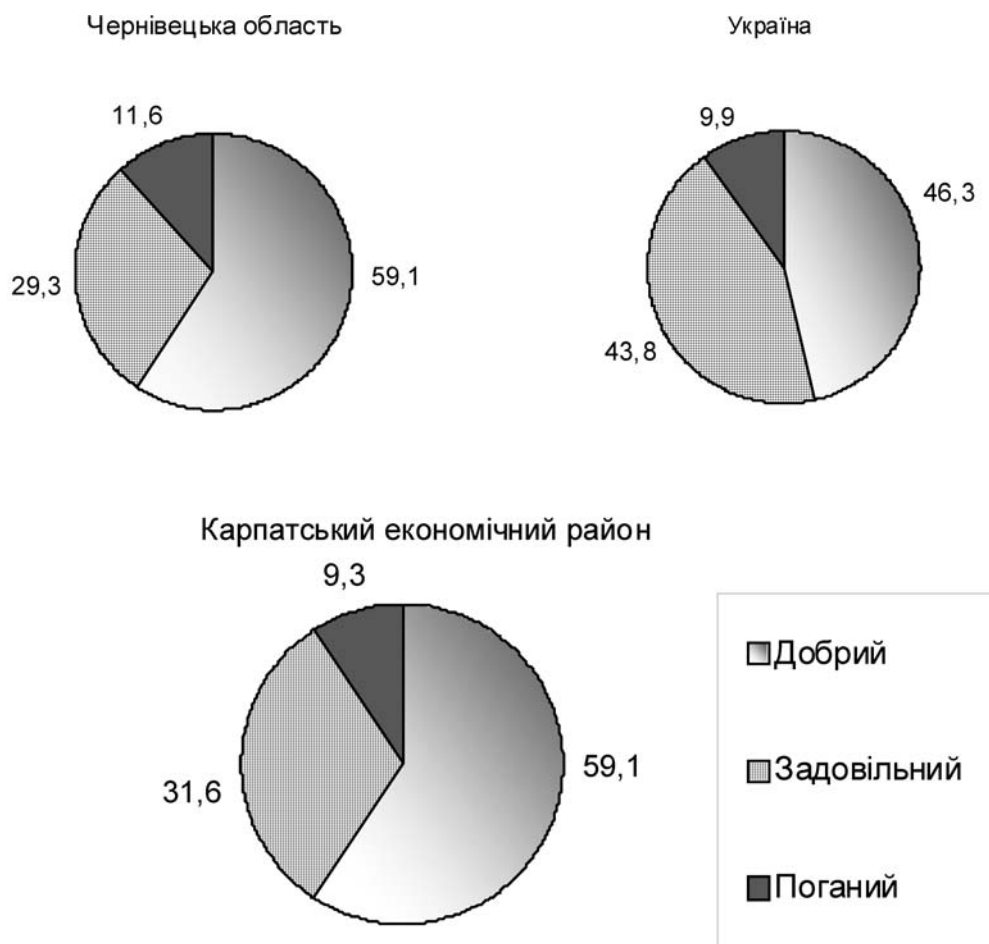 Чернівецька область
Україна
11,6
9,9
46,3
29,3
59,1
43,8
Карпатський економічний район
9,3
59,1
31,6
Добрий
Задовільний
Поганий